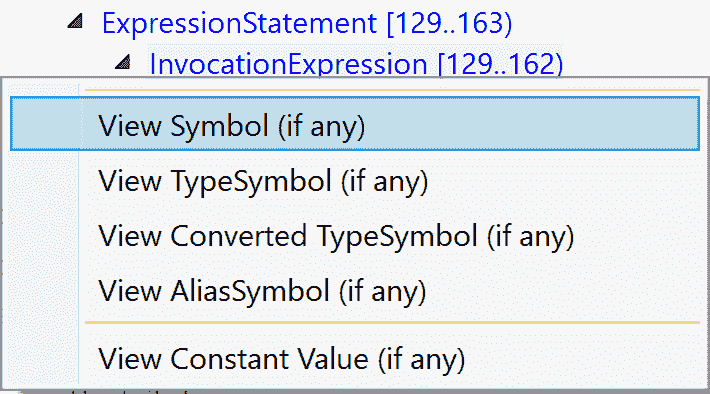 ExpressionStatement [129..163)
InvocationExpression [129..162)
View Symbol (if any)
View TypeSymbol (if any)
View Converted TypeSymbol (if any)
View AliasSymbol (if any)
View Constant Value (if any)